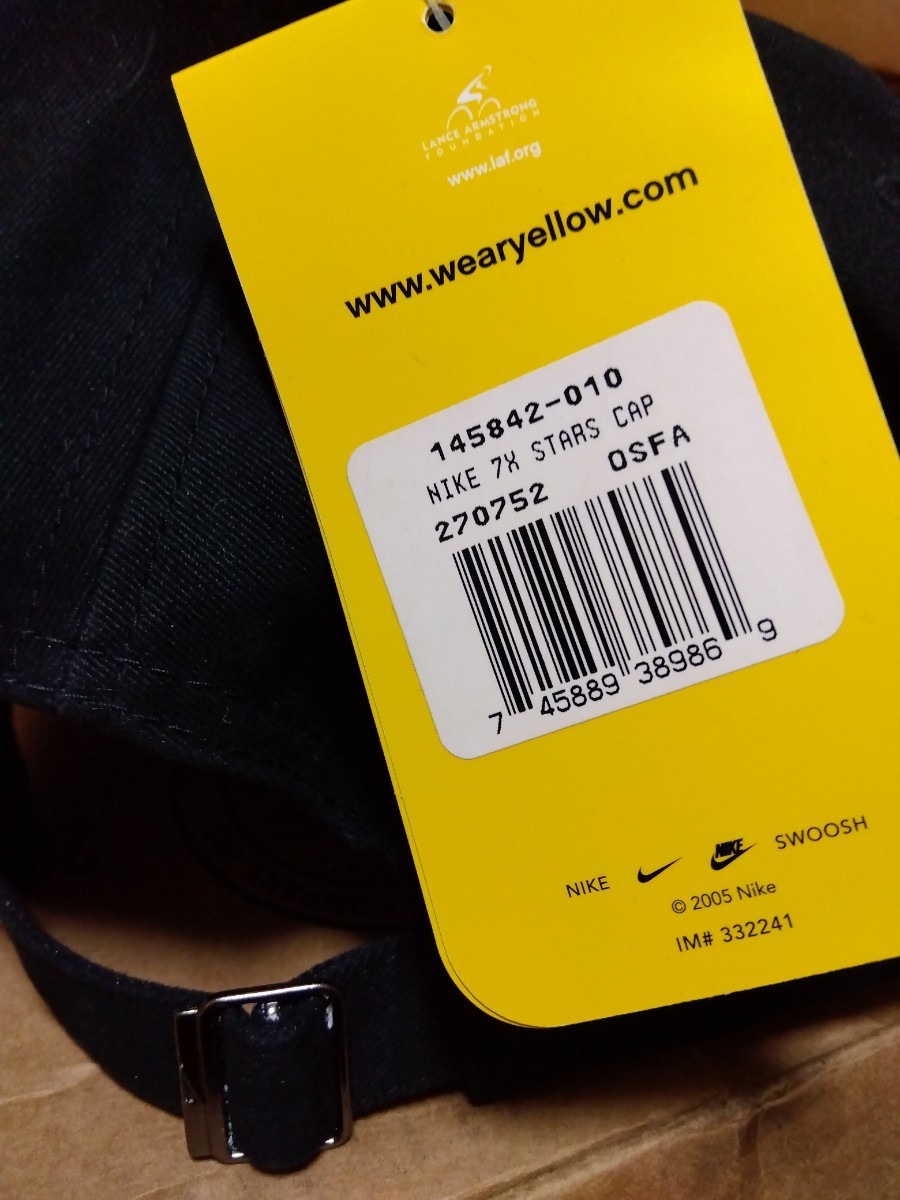 LANCE ARMSTRONG
FOUNDATION
www.laf.org
www.wearyellow.com
145842-010
NIKE 7X STARS CAP
270752 OSFA
7 45889 38986 9
NIKE NIKE SWOOSH
© 2005 Nike
IM# 332241